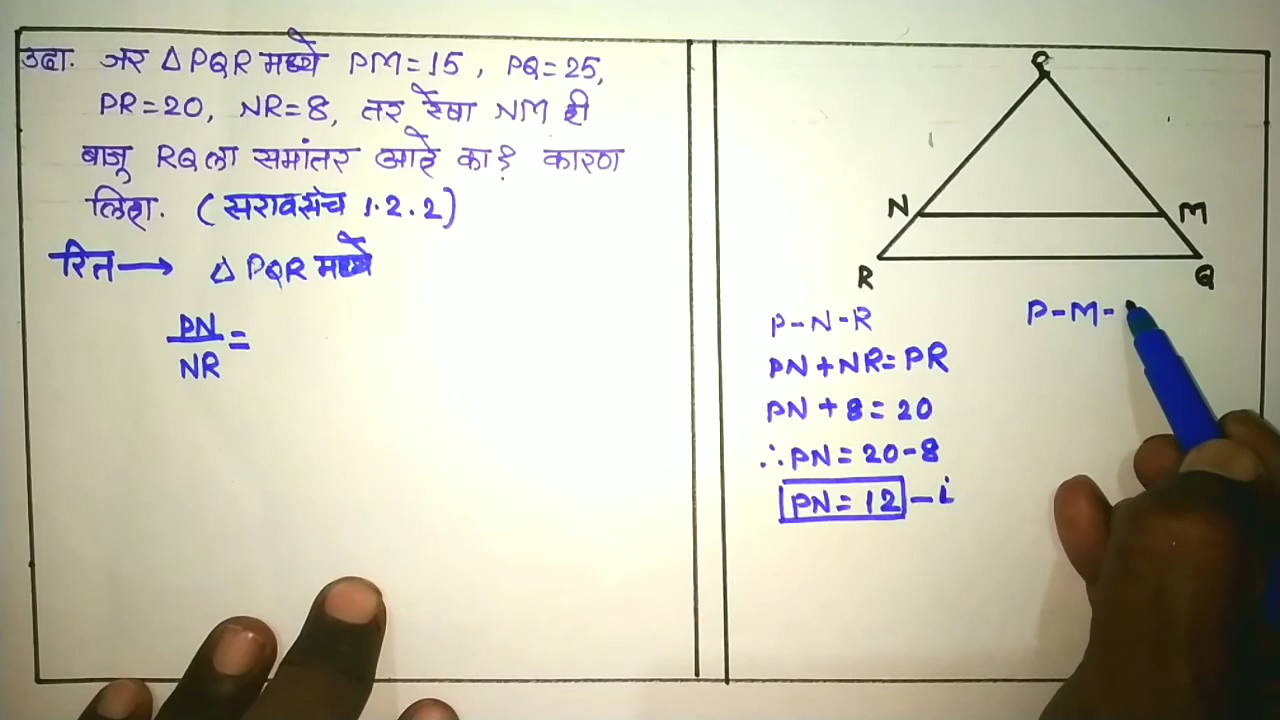 उदा. जर △PQR मध्ये PM=15, PQ=25,
PR=20, NR=8, तर रेषा NM ही
बाजू RQ ला समांतर आहे का? कारण
लिहा. (सरावसंच 1.2.2)
रित → △PQR मध्ये
PN/NR =
P
N
M
R
Q
P-N-R
PN+NR=PR
PN+8=20
∴PN=20-8
PN=12 -i
P-M-